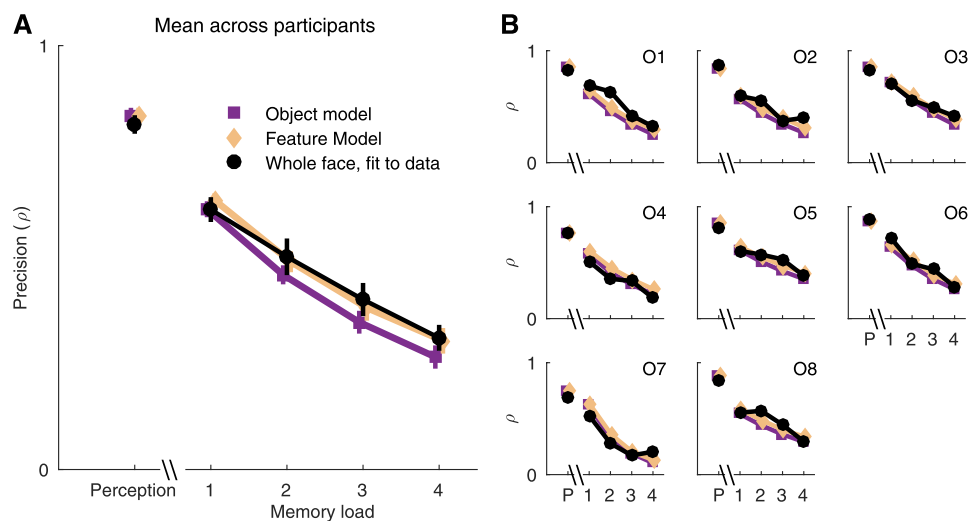 A
Mean across participants
1
Object model
Feature Model
Whole face, fit to data
Precision (ρ)
0
Perception
1 2 3 4
Memory load
B
1
ρ
0
O1
O2
O3
1
ρ
0
O4
O5
O6
P 1 2 3 4
1
ρ
0
O7
O8
P 1 2 3 4
P 1 2 3 4